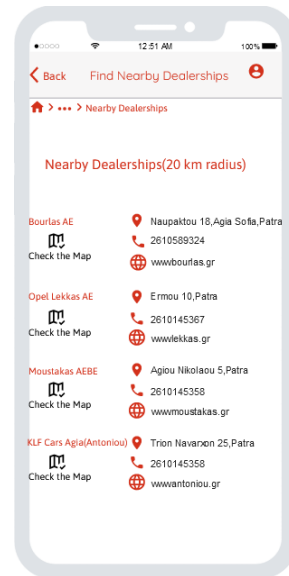 12:51 AM 100%
Back Find Nearby Dealerships
> ••• > Nearby Dealerships
Nearby Dealerships(20 km radius)
Bourlas AE
Naupaktou 18,Agia Sofia,Patra
2610589324
Check the Map
wwwbourlas.gr
Opel Lekkas AE
Ermou 10,Patra
2610145367
Check the Map
wwwlekkas.gr
Moustakas AEBE
Agiou Nikolaou 5,Patra
2610145358
Check the Map
wwwmoustakas.gr
KLF Cars Agia(Antoniou)
Trion Navarxon 25,Patra
2610145358
Check the Map
wwwantoniou.gr